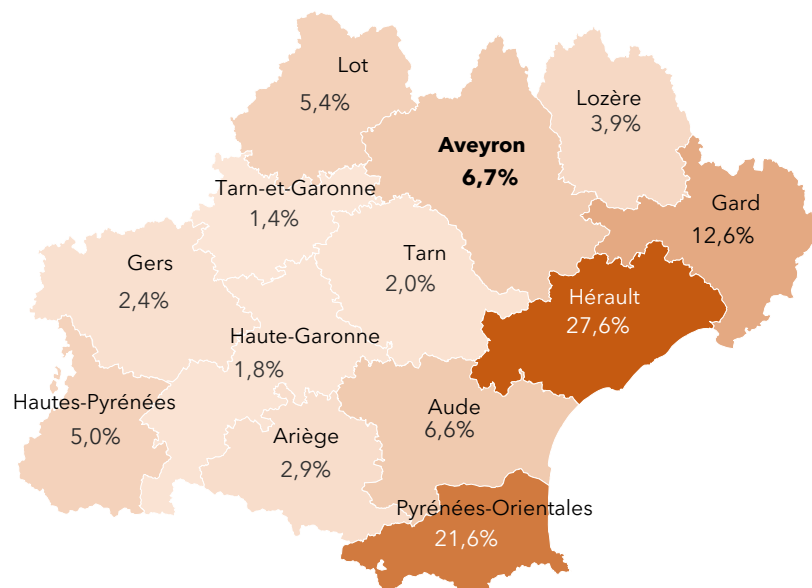 Lot
5,4%
Lozère
3,9%
Aveyron
6,7%
Tarn-et-Garonne
1,4%
Gard
12,6%
Gers
2,4%
Tarn
2,0%
Hérault
27,6%
Haute-Garonne
1,8%
Hautes-Pyrénées
5,0%
Aude
6,6%
Ariège
2,9%
Pyrénées-Orientales
21,6%